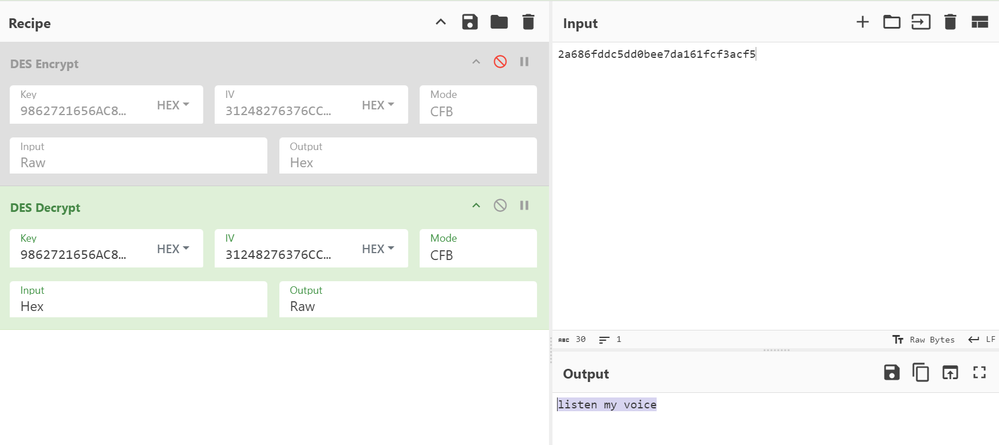 Recipe
DES Encrypt
Key
9862721656AC8...
HEX
IV
31248276376CC...
HEX
Mode
CFB
Input
Raw
Output
Hex
DES Decrypt
Key
9862721656AC8...
HEX
IV
31248276376CC...
HEX
Mode
CFB
Input
Hex
Output
Raw
Input
2a686fddc5dd0bee7da161fcf3acf5
ABC 30 1
Tт Raw Bytes LF
Output
listen my voice